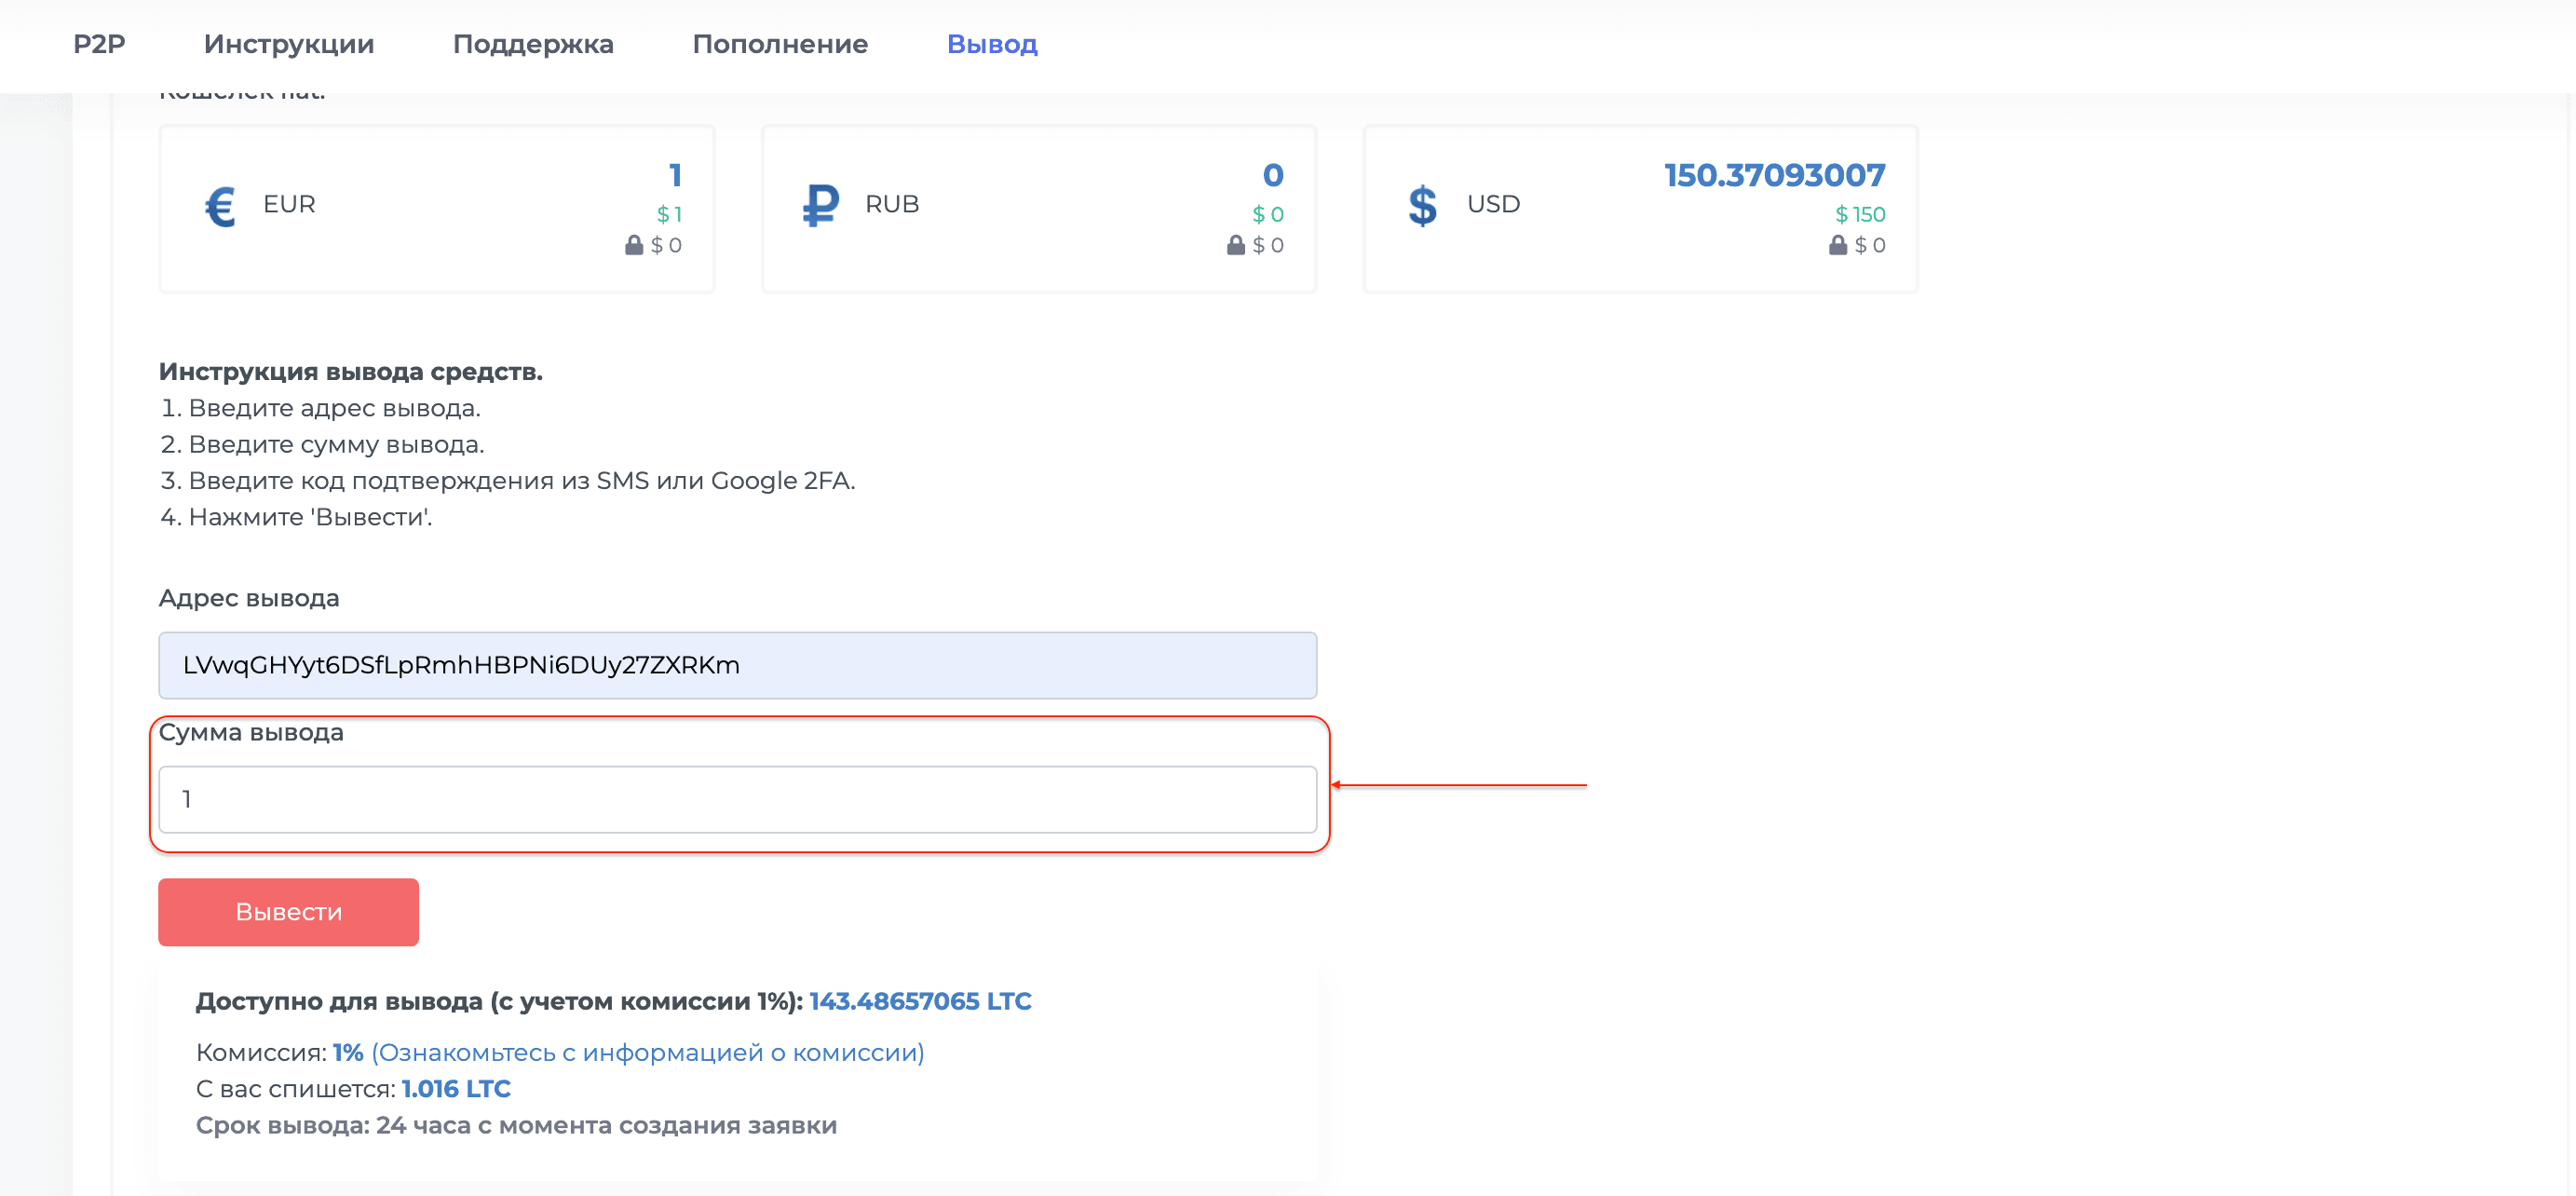 P2P Инструкции Поддержка Пополнение Вывод
Кошелек fiat:
€ EUR 1
$ 1
$ 0
₽ RUB 0
$ 0
$ 0
$ USD 150.37093007
$ 150
$ 0
Инструкция вывода средств.
1. Введите адрес вывода.
2. Введите сумму вывода.
3. Введите код подтверждения из SMS или Google 2FA.
4. Нажмите 'Вывести'.
Адрес вывода
LVwqGHYyt6DSfLpRmhHBPNi6DUy27ZXRKm
Сумма вывода
1
Вывести
Доступно для вывода (с учетом комиссии 1%): 143.48657065 LTC
Комиссия: 1% (Ознакомьтесь с информацией о комиссии)
С вас спишется: 1.016 LTC
Срок вывода: 24 часа с момента создания заявки